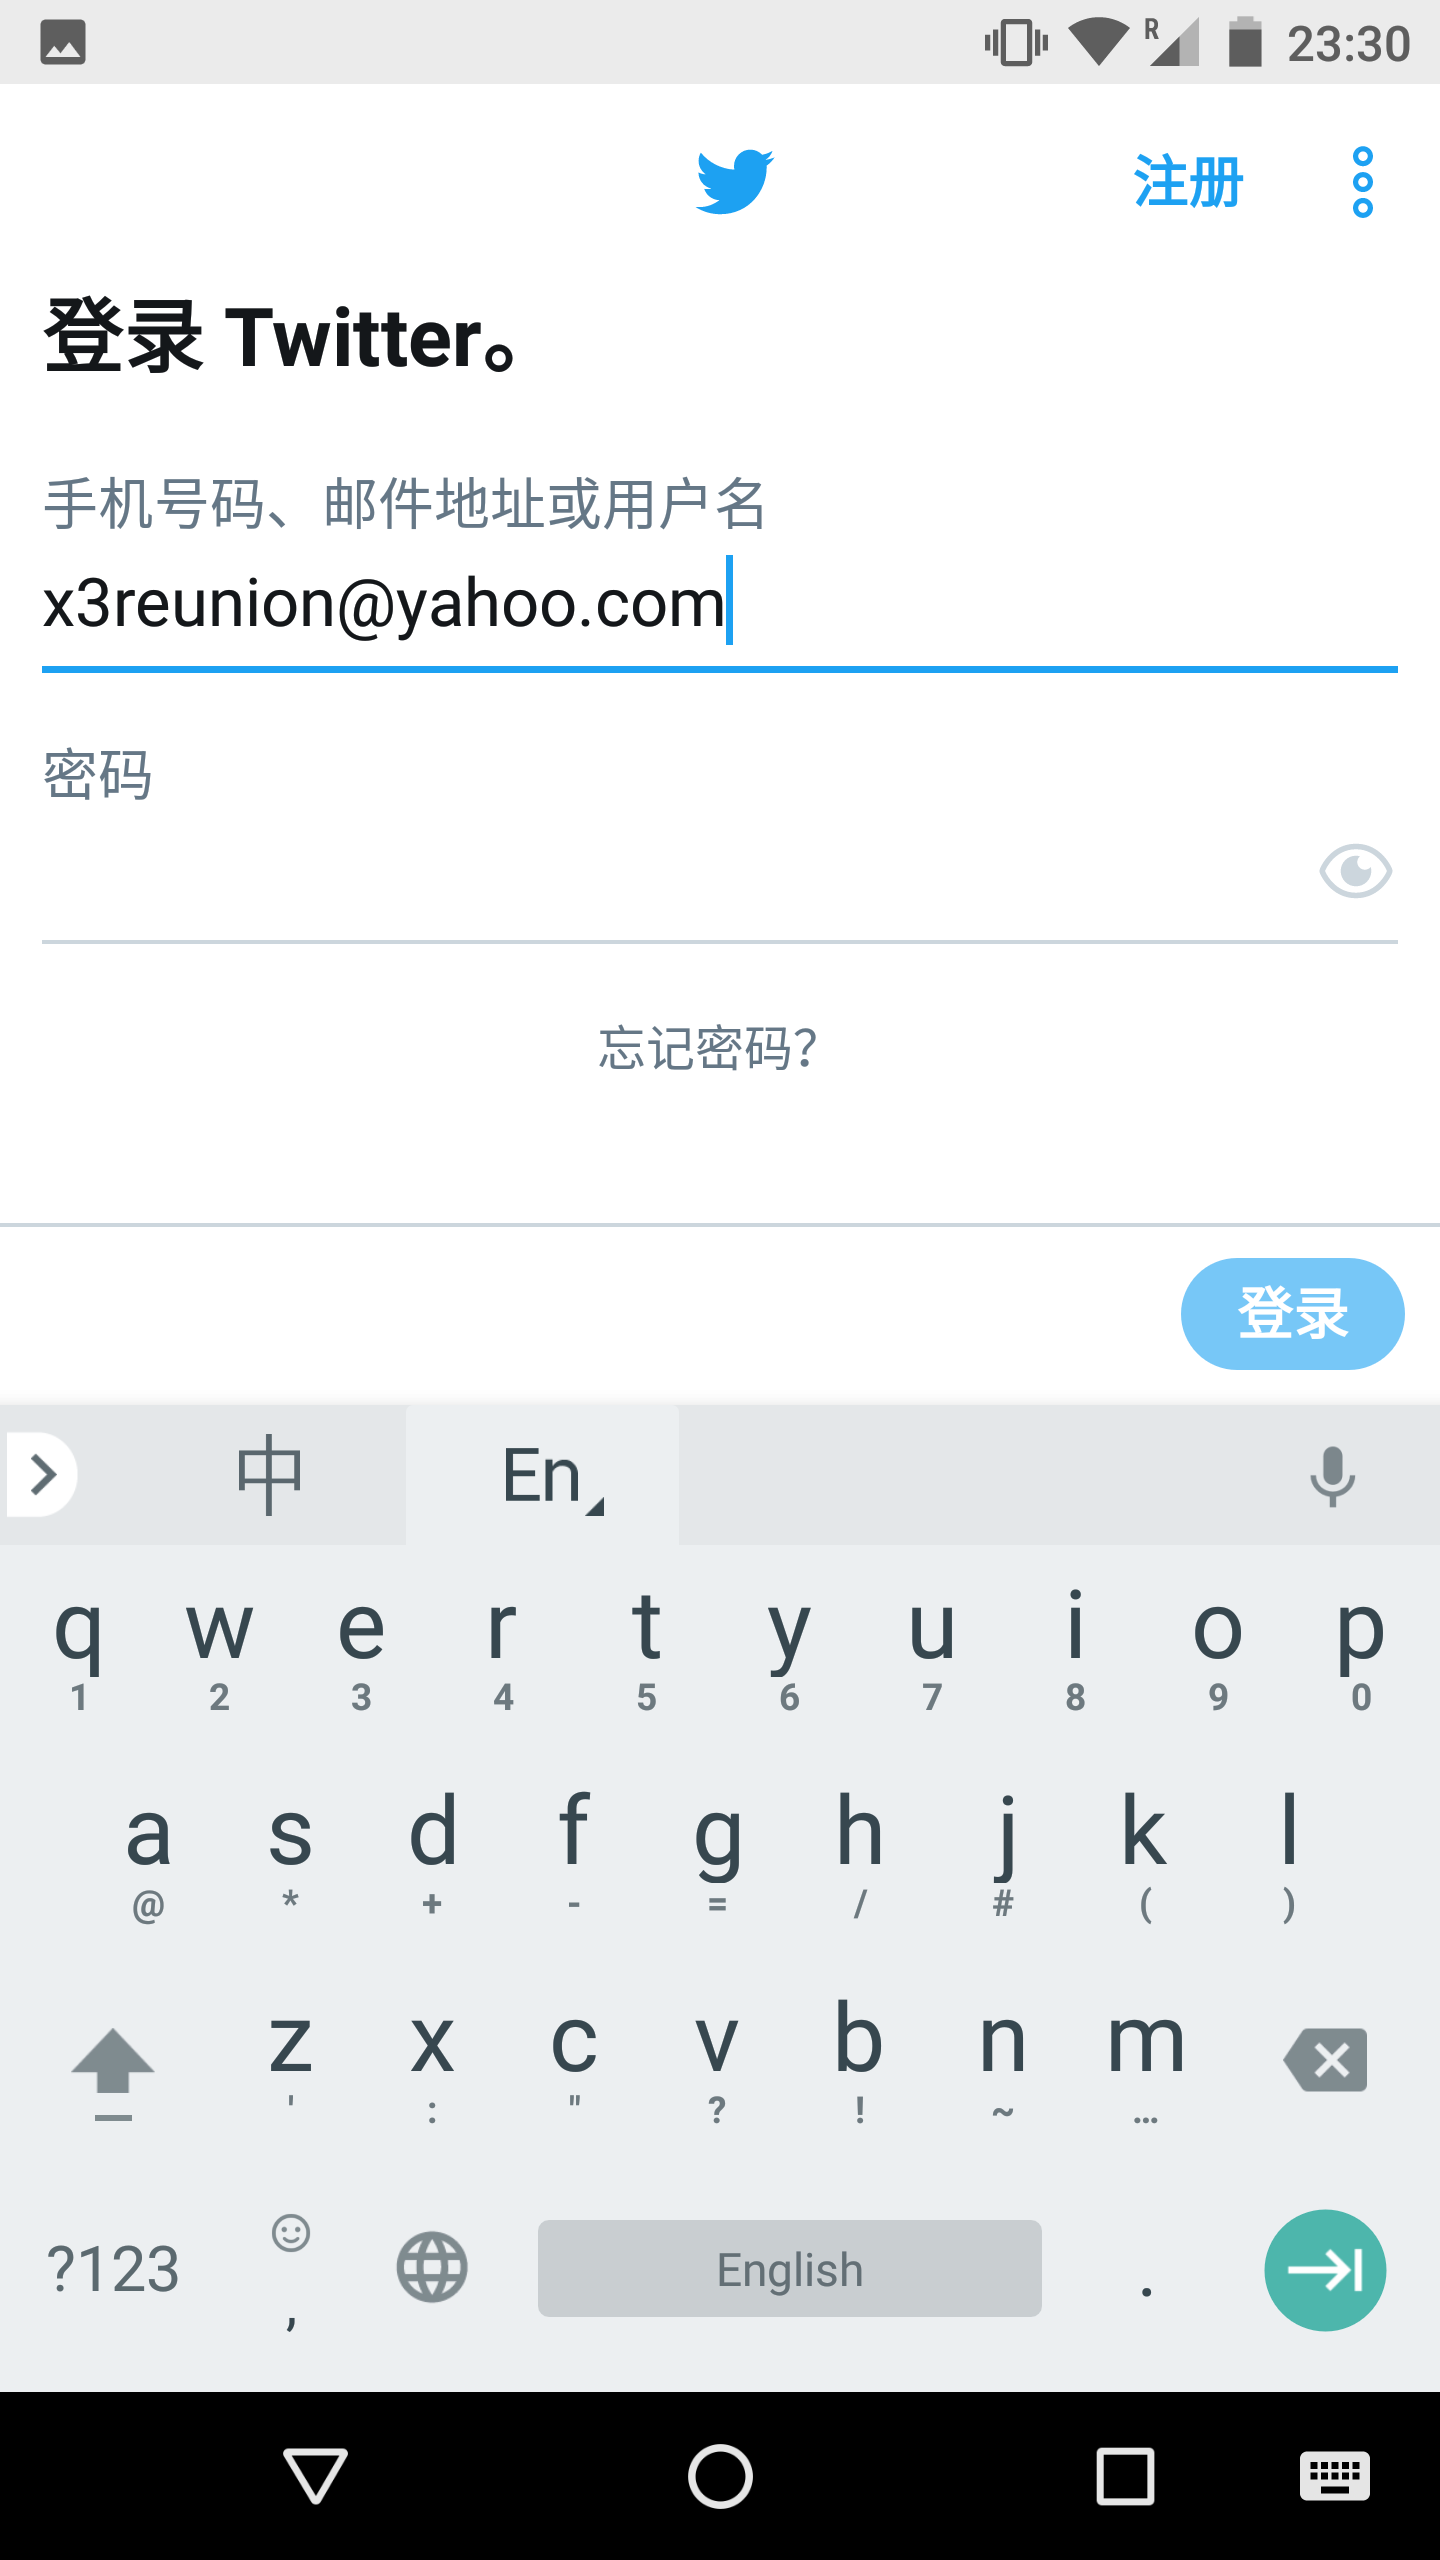 R 23:30
注册
登录 Twitter。
手机号码、邮件地址或用户名
x3reunion@yahoo.com
密码
忘记密码？
登录
中 En
q w e r t y u i o p
1 2 3 4 5 6 7 8 9 0
a s d f g h j k l
@ * + - = / # ( )
z x c v b n m
' : " ? ! ~ …
?123 , English .